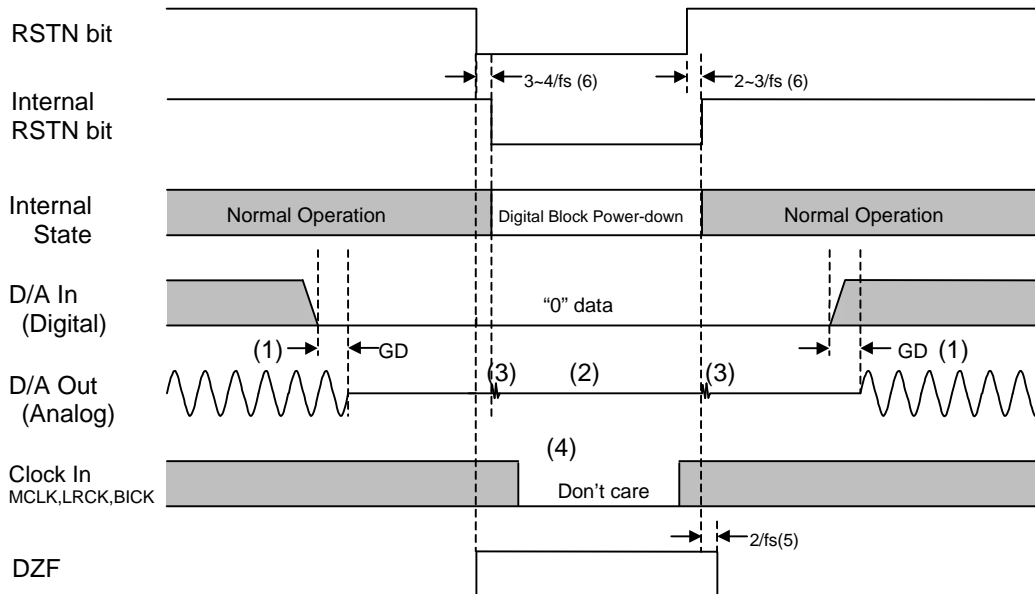 RSTN bit
3~4/fs (6)
2~3/fs (6)
Internal
RSTN bit
Internal
State
Normal Operation
Digital Block Power-down
Normal Operation
D/A In
(Digital)
“0” data
(1)
GD
GD
(1)
D/A Out
(Analog)
(3)
(2)
(3)
(4)
Clock In
MCLK,LRCK,BICK
Don’t care
2/fs(5)
DZF